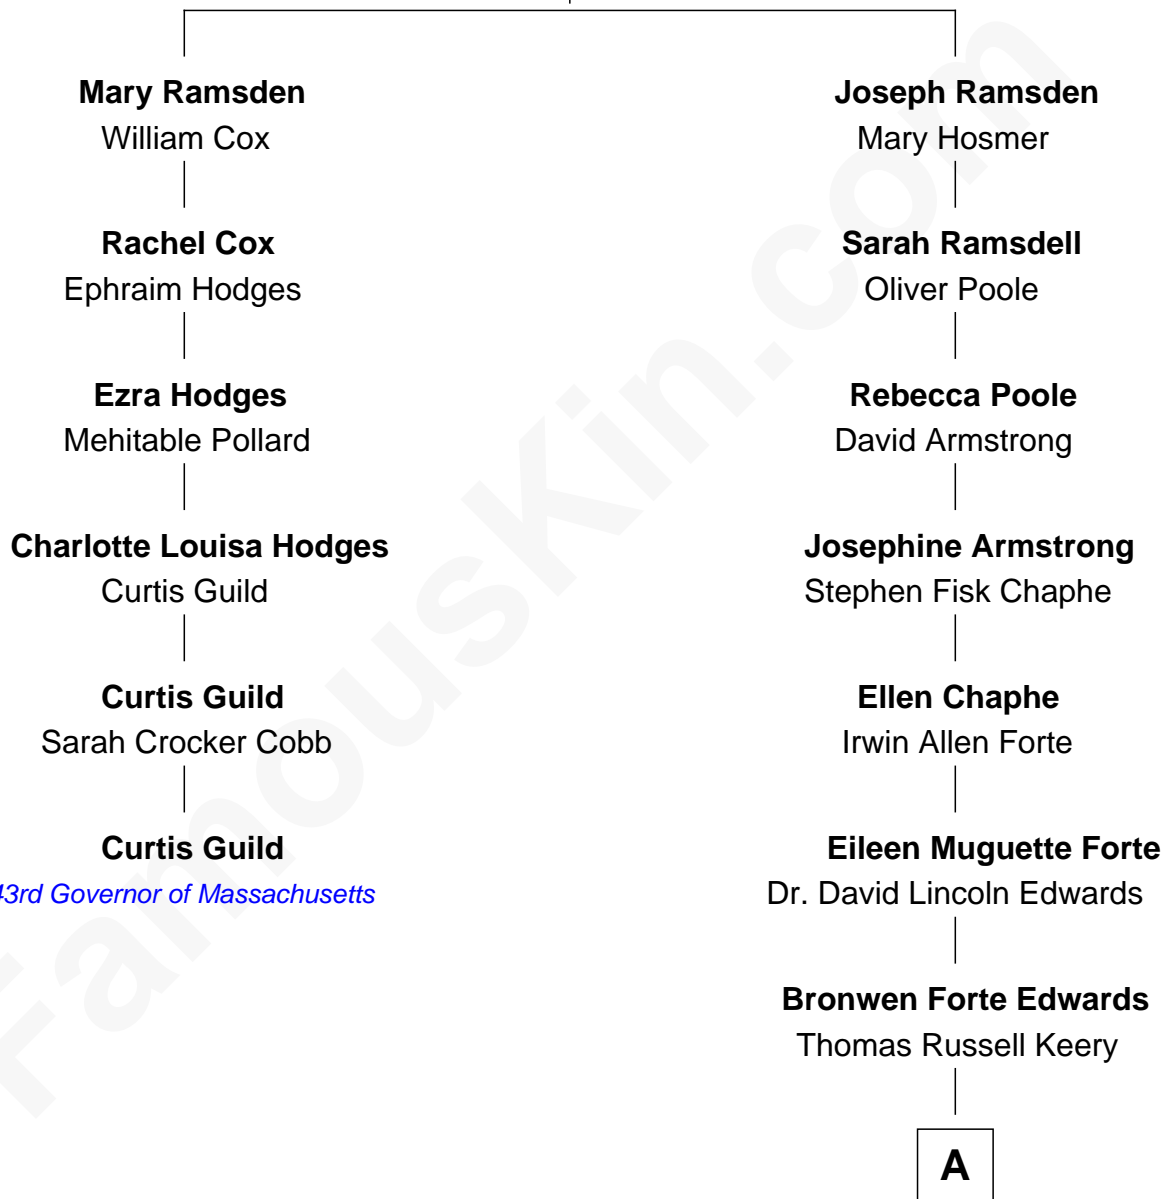 Mary Ramsden
William Cox
Rachel Cox
Ephraim Hodges
Ezra Hodges
Mehitable Pollard
Charlotte Louisa Hodges
Curtis Guild
Curtis Guild
Sarah Crocker Cobb
Curtis Guild
43rd Governor of Massachusetts
Joseph Ramsden
Mary Hosmer
Sarah Ramsdell
Oliver Poole
Rebecca Poole
David Armstrong
Josephine Armstrong
Stephen Fisk Chaphe
Ellen Chaphe
Irwin Allen Forte
Eileen Muguette Forte
Dr. David Lincoln Edwards
Bronwen Forte Edwards
Thomas Russell Keery
A
FamousKin.com